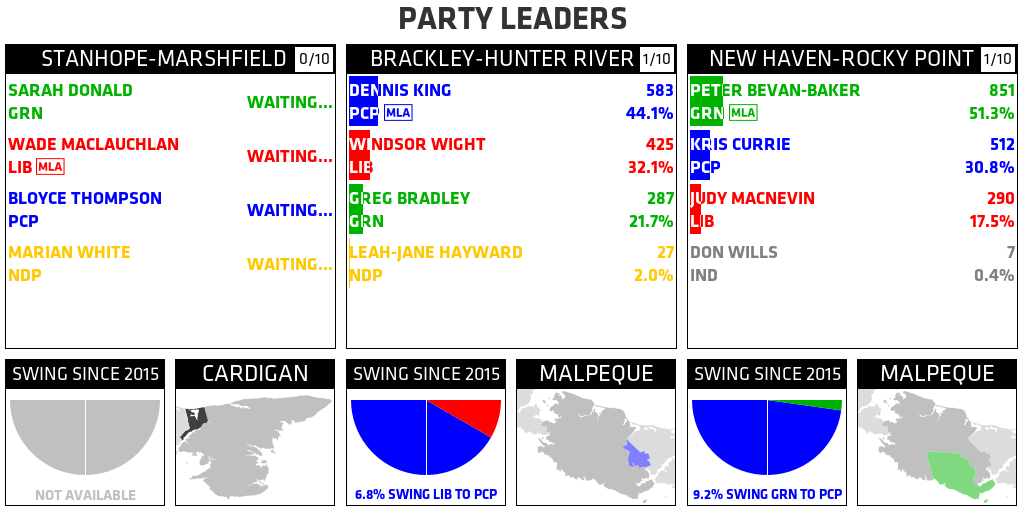 PARTY LEADERS
STANHOPE-MARSHFIELD 0/10
SARAH DONALD
GRN
WAITING...
WADE MACLAUCHLAN
LIB MLA
WAITING...
BLOYCE THOMPSON
PCP
WAITING...
MARIAN WHITE
NDP
WAITING...
BRACKLEY-HUNTER RIVER 1/10
DENNIS KING 583
PCP MLA 44.1%
WINDSOR WIGHT 425
LIB 32.1%
GREG BRADLEY 287
GRN 21.7%
LEAH-JANE HAYWARD 27
NDP 2.0%
NEW HAVEN-ROCKY POINT 1/10
PETER BEVAN-BAKER 851
GRN MLA 51.3%
KRIS CURRIE 512
PCP 30.8%
JUDY MACNEVIN 290
LIB 17.5%
DON WILLS 7
IND 0.4%
SWING SINCE 2015
NOT AVAILABLE
CARDIGAN
SWING SINCE 2015
6.8% SWING LIB TO PCP
MALPEQUE
SWING SINCE 2015
9.2% SWING GRN TO PCP
MALPEQUE